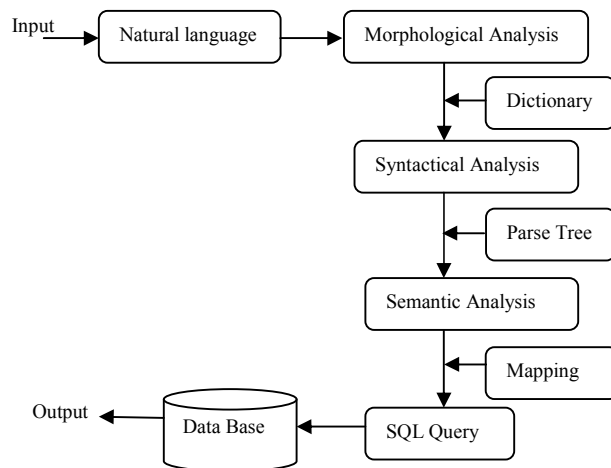 Input
Natural language
Morphological Analysis
Dictionary
Syntactical Analysis
Parse Tree
Semantic Analysis
Mapping
Output
Data Base
SQL Query